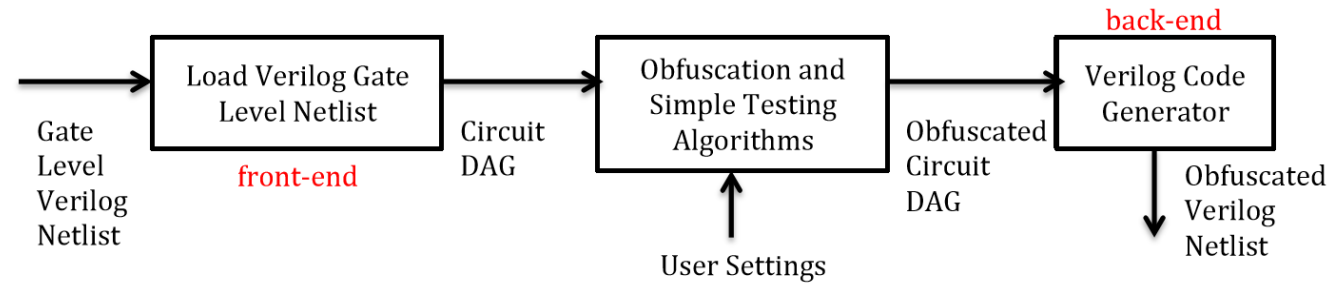 Gate
Level
Verilog
Netlist
Load Verilog Gate
Level Netlist
front-end
Circuit
DAG
Obfuscation and
Simple Testing
Algorithms
User Settings
Obfuscated
Circuit
DAG
back-end
Verilog Code
Generator
Obfuscated
Verilog
Netlist